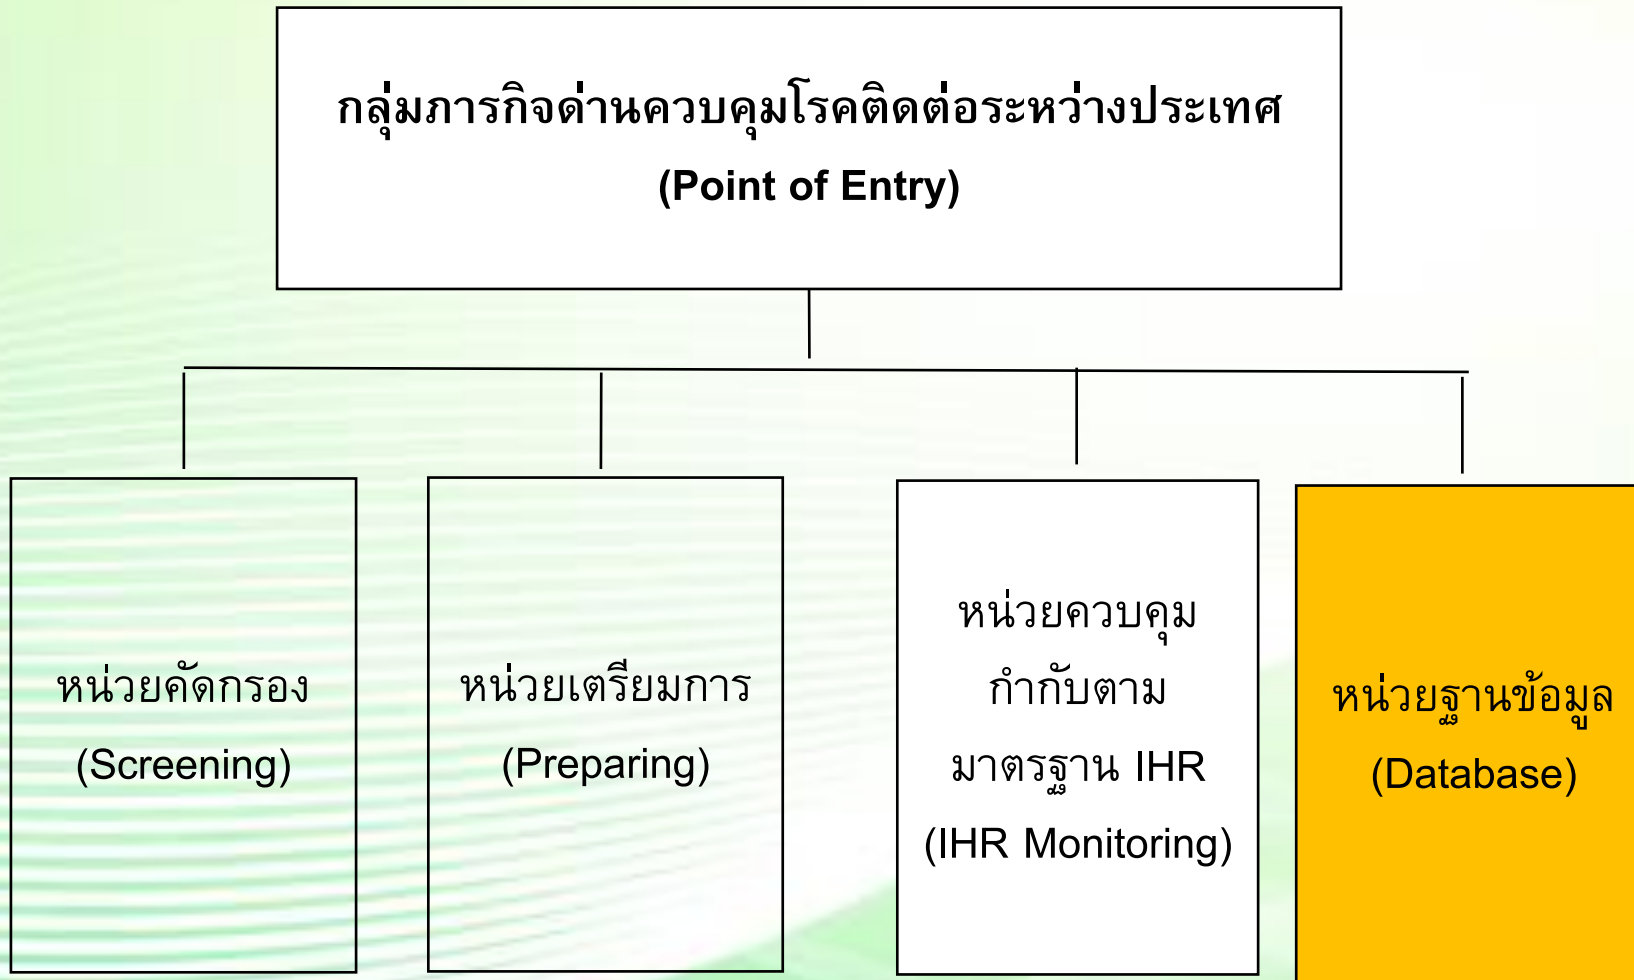 กลุ่มภารกิจด้านควบคุมโรคติดต่อระหว่างประเทศ
(Point of Entry)
หน่วยคัดกรอง
(Screening)
หน่วยเตรียมการ
(Preparing)
หน่วยควบคุม
กำกับตาม
มาตรฐาน IHR
(IHR Monitoring)
หน่วยฐานข้อมูล
(Database)